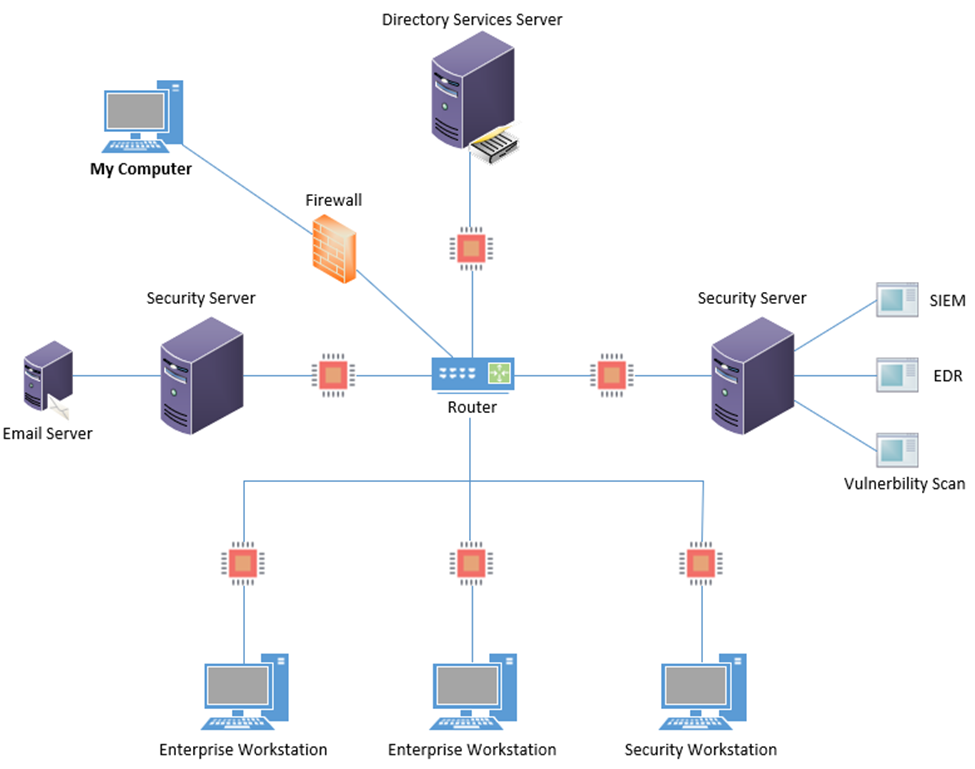 Directory Services Server
My Computer
Firewall
Security Server
Security Server
SIEM
EDR
Email Server
Router
Vulnerbility Scan
Enterprise Workstation
Enterprise Workstation
Security Workstation